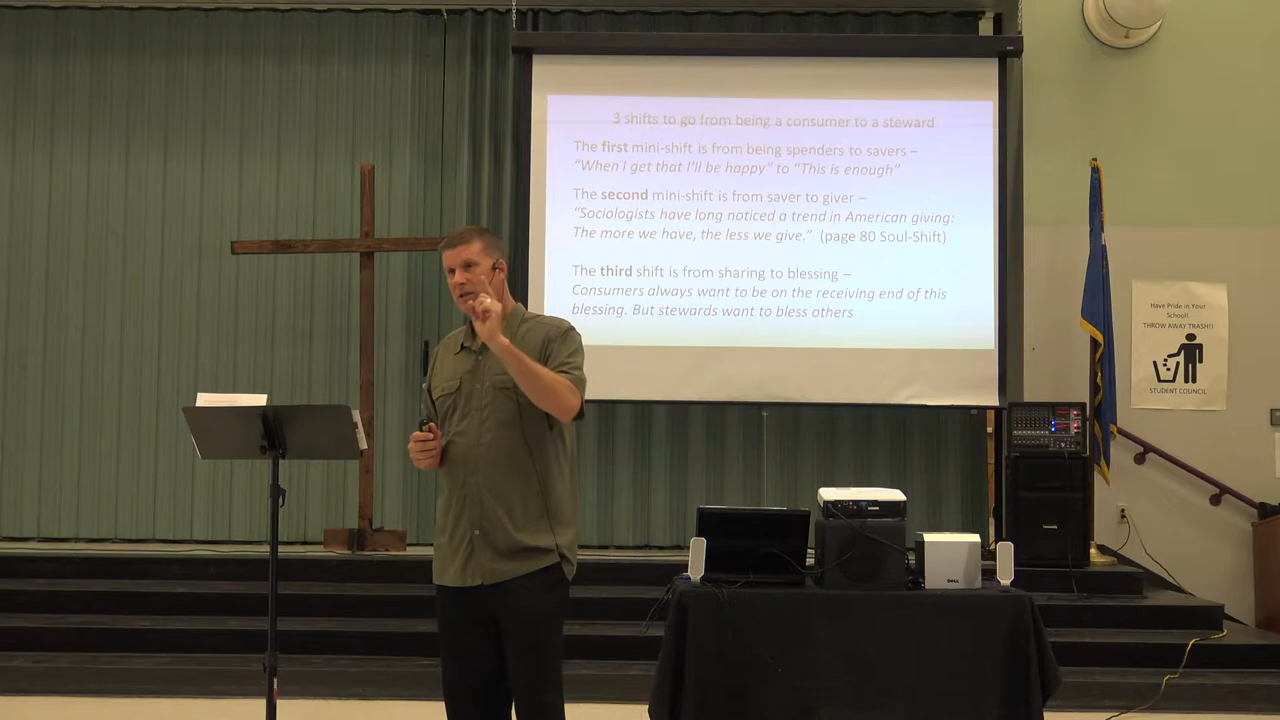 3 shifts to go from being a consumer to a steward
The first mini-shift is from being spenders to savers –
“When I get that I’ll be happy” to “This is enough”
The second mini-shift is from saver to giver –
“Sociologists have long noticed a trend in American giving:
The more we have, the less we give.” (page 80 Soul-Shift)
The third shift is from sharing to blessing –
Consumers always want to be on the receiving end of this
blessing. But stewards want to bless others
Have Pride in Your
School!
THROW AWAY TRASH!!
STUDENT COUNCIL
DELL